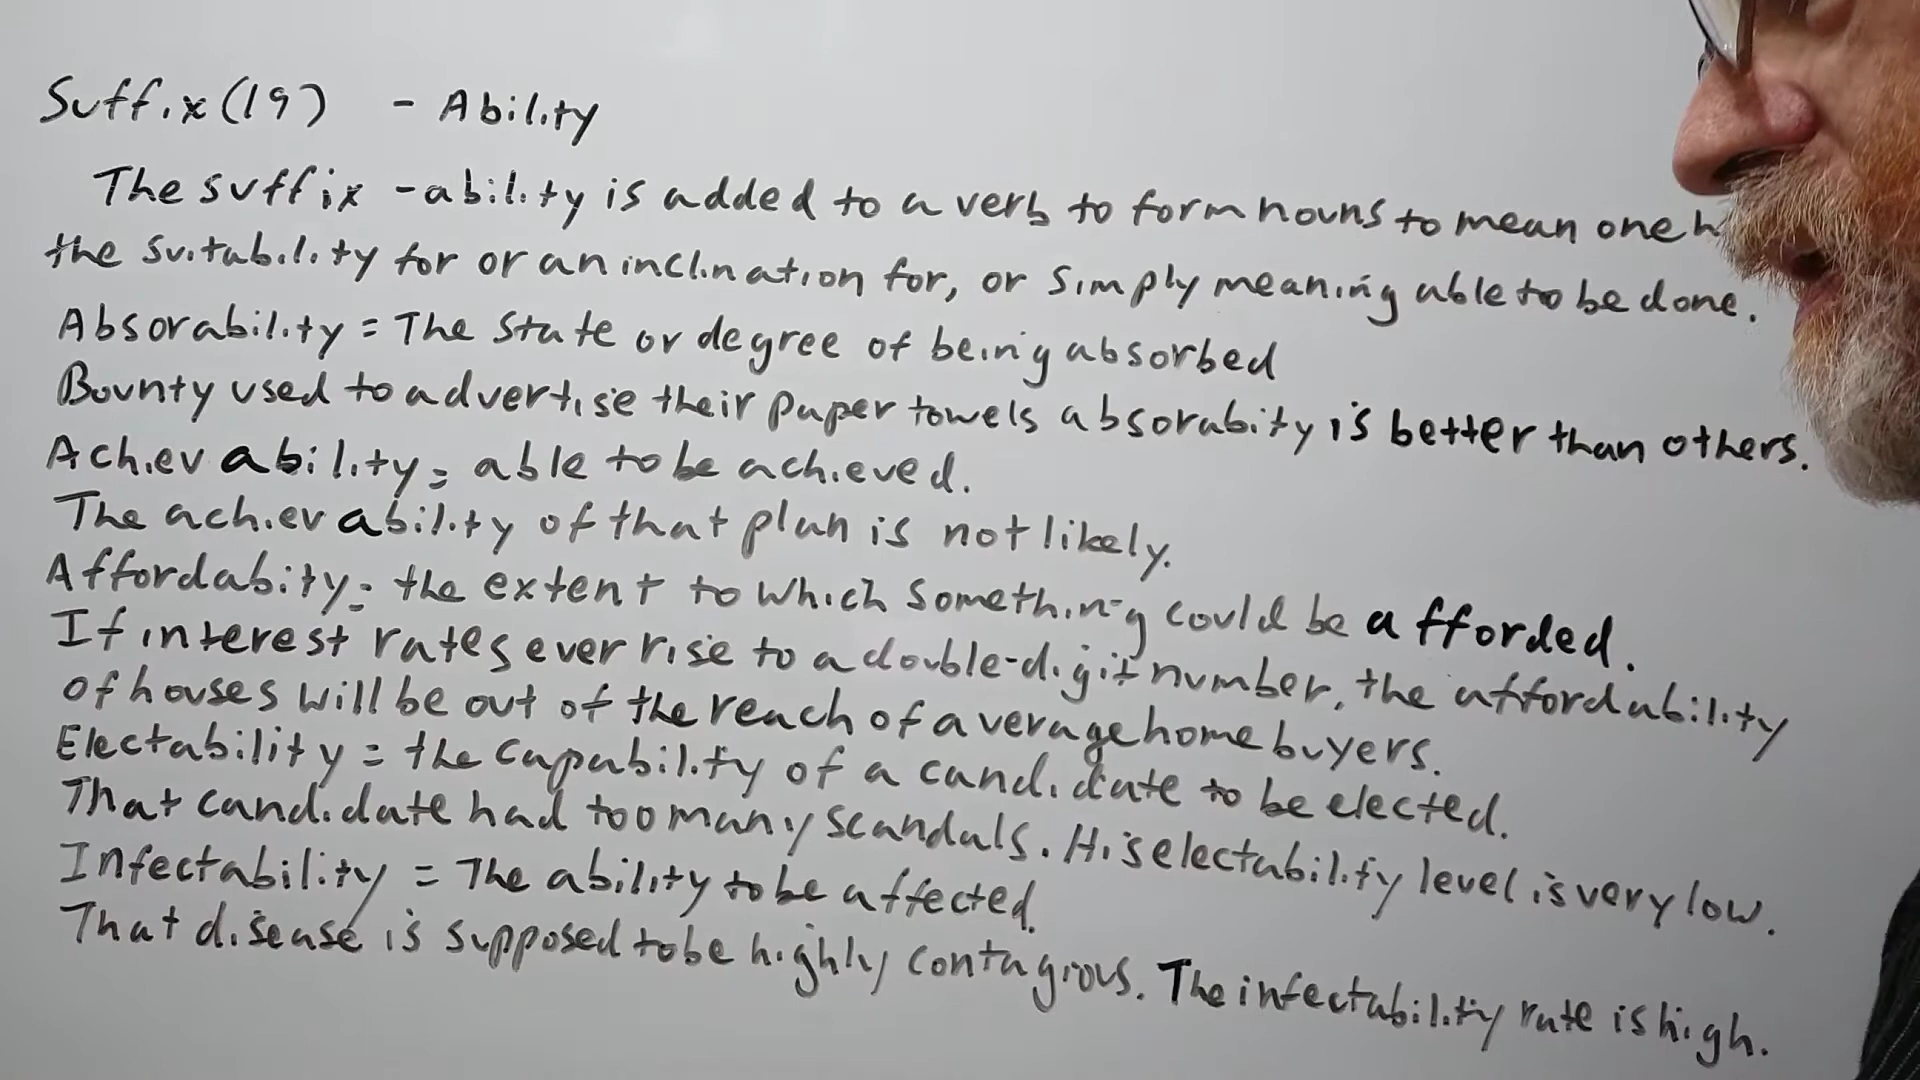 Suffix (19) - Ability
The suffix -ability is added to a verb to form nouns to mean one
the suitability for or an inclination for, or simply meaning able to be done.
Absorability = The state or degree of being absorbed
Bounty used to advertise their paper towels absorabity is better than others.
Achievability = able to be achieved.
The achievability of that plan is not likely.
Affordabity = the extent to which something could be afforded.
If interest rates ever rise to a double-digit number, the affordability
of houses will be out of the reach of average home buyers.
Electability = the capability of a candidate to be elected.
That candidate had too many scandals. His electability level is very low.
Infectability = The ability to be affected.
That disease is supposed to be highly contagious. The infectability rate is high.